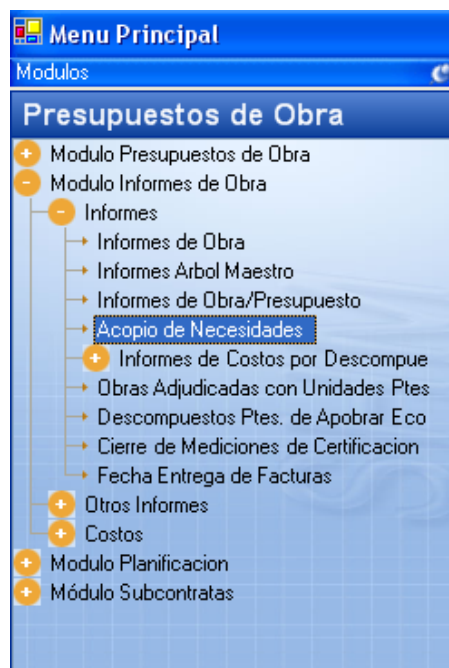 Menu Principal
Modulos
Presupuestos de Obra
Modulo Presupuestos de Obra
Modulo Informes de Obra
Informes
Informes de Obra
Informes Arbol Maestro
Informes de Obra/Presupuesto
Acopio de Necesidades
Informes de Costos por Descompue
Obras Adjudicadas con Unidades Ptes
Descompuestos Ptes. de Apobrar Eco
Cierre de Mediciones de Certificacion
Fecha Entrega de Facturas
Otros Informes
Costos
Modulo Planificacion
Módulo Subcontratas